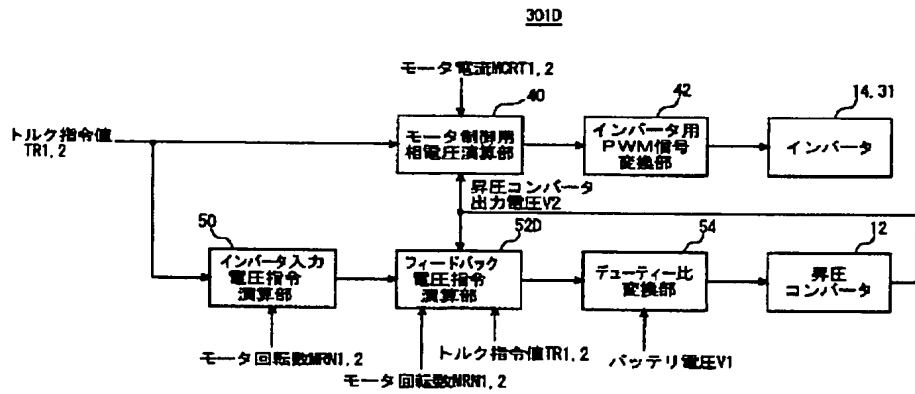 301D
モータ電流MCRT1,2
40
42
14,31
トルク指令値
TR1,2
モータ制御用
相電圧演算部
インバータ用
PWM信号
変換部
インバータ
昇圧コンバータ
出力電圧V2
50
52D
54
12
インバータ入力
電圧指令
演算部
フィードバック
電圧指令
演算部
デューティー比
変換部
昇圧
コンバータ
モータ回転数MRN1,2
トルク指令値TR1,2
モータ回転数MRN1,2
バッテリ電圧V1